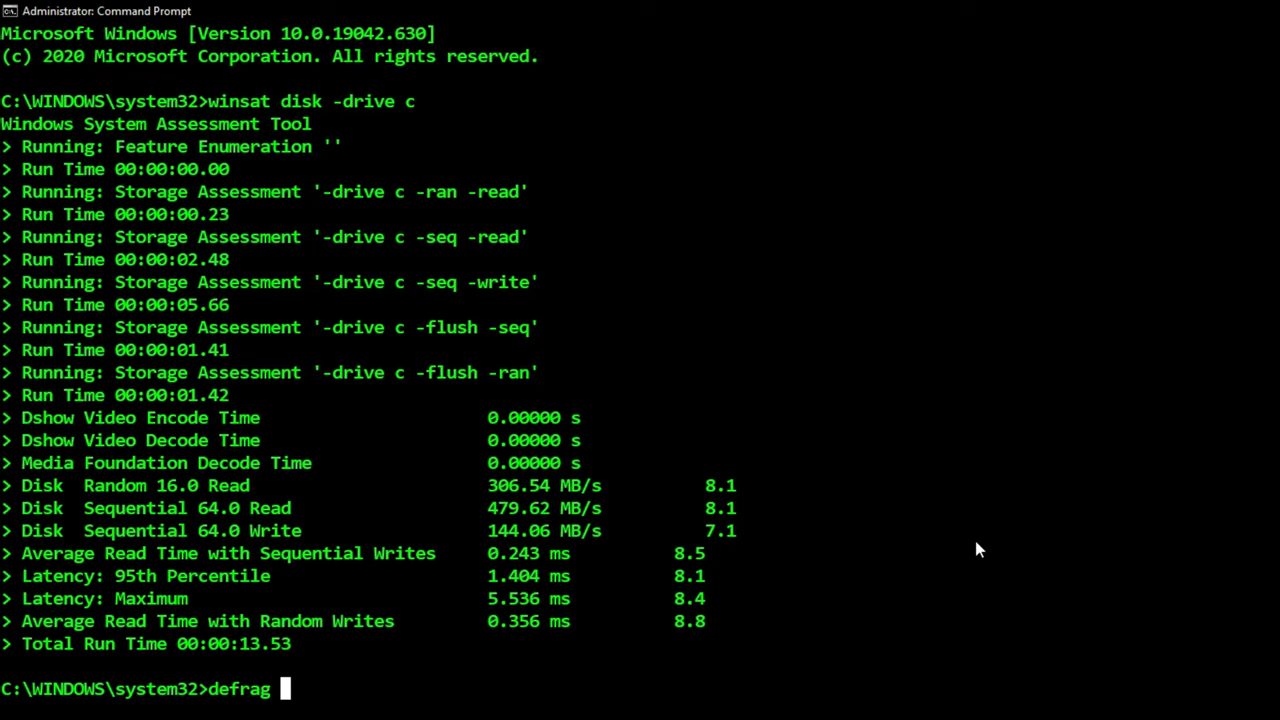 Administrator: Command Prompt
Microsoft Windows [Version 10.0.19042.630]
(c) 2020 Microsoft Corporation. All rights reserved.
C:\WINDOWS\system32>winsat disk -drive c
Windows System Assessment Tool
> Running: Feature Enumeration ''
> Run Time 00:00:00.00
> Running: Storage Assessment '-drive c -ran -read'
> Run Time 00:00:00.23
> Running: Storage Assessment '-drive c -seq -read'
> Run Time 00:00:02.48
> Running: Storage Assessment '-drive c -seq -write'
> Run Time 00:00:05.66
> Running: Storage Assessment '-drive c -flush -seq'
> Run Time 00:00:01.41
> Running: Storage Assessment '-drive c -flush -ran'
> Run Time 00:00:01.42
> Dshow Video Encode Time 0.00000 s
> Dshow Video Decode Time 0.00000 s
> Media Foundation Decode Time 0.00000 s
> Disk Random 16.0 Read 306.54 MB/s 8.1
> Disk Sequential 64.0 Read 479.62 MB/s 8.1
> Disk Sequential 64.0 Write 144.06 MB/s 7.1
> Average Read Time with Sequential Writes 0.243 ms 8.5
> Latency: 95th Percentile 1.404 ms 8.1
> Latency: Maximum 5.536 ms 8.4
> Average Read Time with Random Writes 0.356 ms 8.8
> Total Run Time 00:00:13.53
C:\WINDOWS\system32>defrag